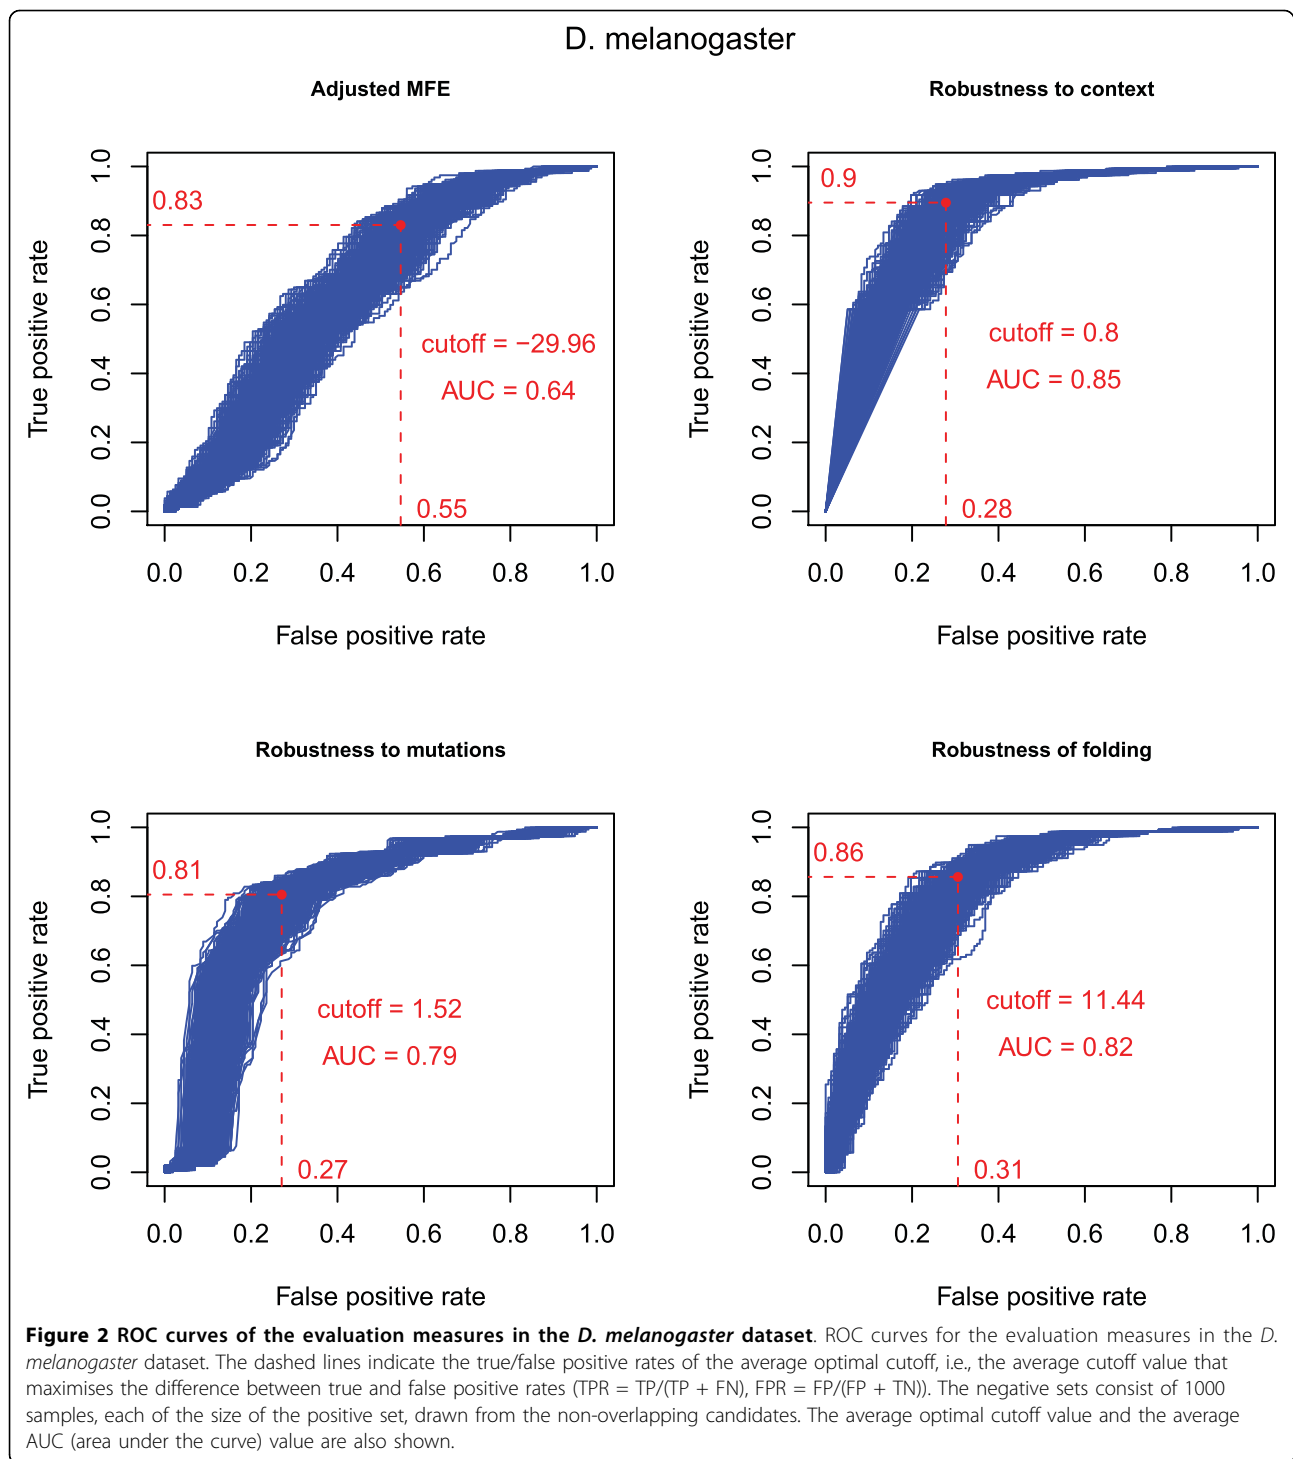 D. melanogaster
Adjusted MFE
True positive rate
0.0 0.2 0.4 0.6 0.8 1.0
0.83
cutoff = −29.96
AUC = 0.64
0.55
0.0 0.2 0.4 0.6 0.8 1.0
False positive rate
Robustness to context
True positive rate
0.0 0.2 0.4 0.6 0.8 1.0
0.9
cutoff = 0.8
AUC = 0.85
0.28
0.0 0.2 0.4 0.6 0.8 1.0
False positive rate
Robustness to mutations
True positive rate
0.0 0.2 0.4 0.6 0.8 1.0
0.81
cutoff = 1.52
AUC = 0.79
0.27
0.0 0.2 0.4 0.6 0.8 1.0
False positive rate
Robustness of folding
True positive rate
0.0 0.2 0.4 0.6 0.8 1.0
0.86
cutoff = 11.44
AUC = 0.82
0.31
0.0 0.2 0.4 0.6 0.8 1.0
False positive rate
Figure 2 ROC curves of the evaluation measures in the D. melanogaster dataset. ROC curves for the evaluation measures in the D.
melanogaster dataset. The dashed lines indicate the true/false positive rates of the average optimal cutoff, i.e., the average cutoff value that
maximises the difference between true and false positive rates (TPR = TP/(TP + FN), FPR = FP/(FP + TN)). The negative sets consist of 1000
samples, each of the size of the positive set, drawn from the non-overlapping candidates. The average optimal cutoff value and the average
AUC (area under the curve) value are also shown.